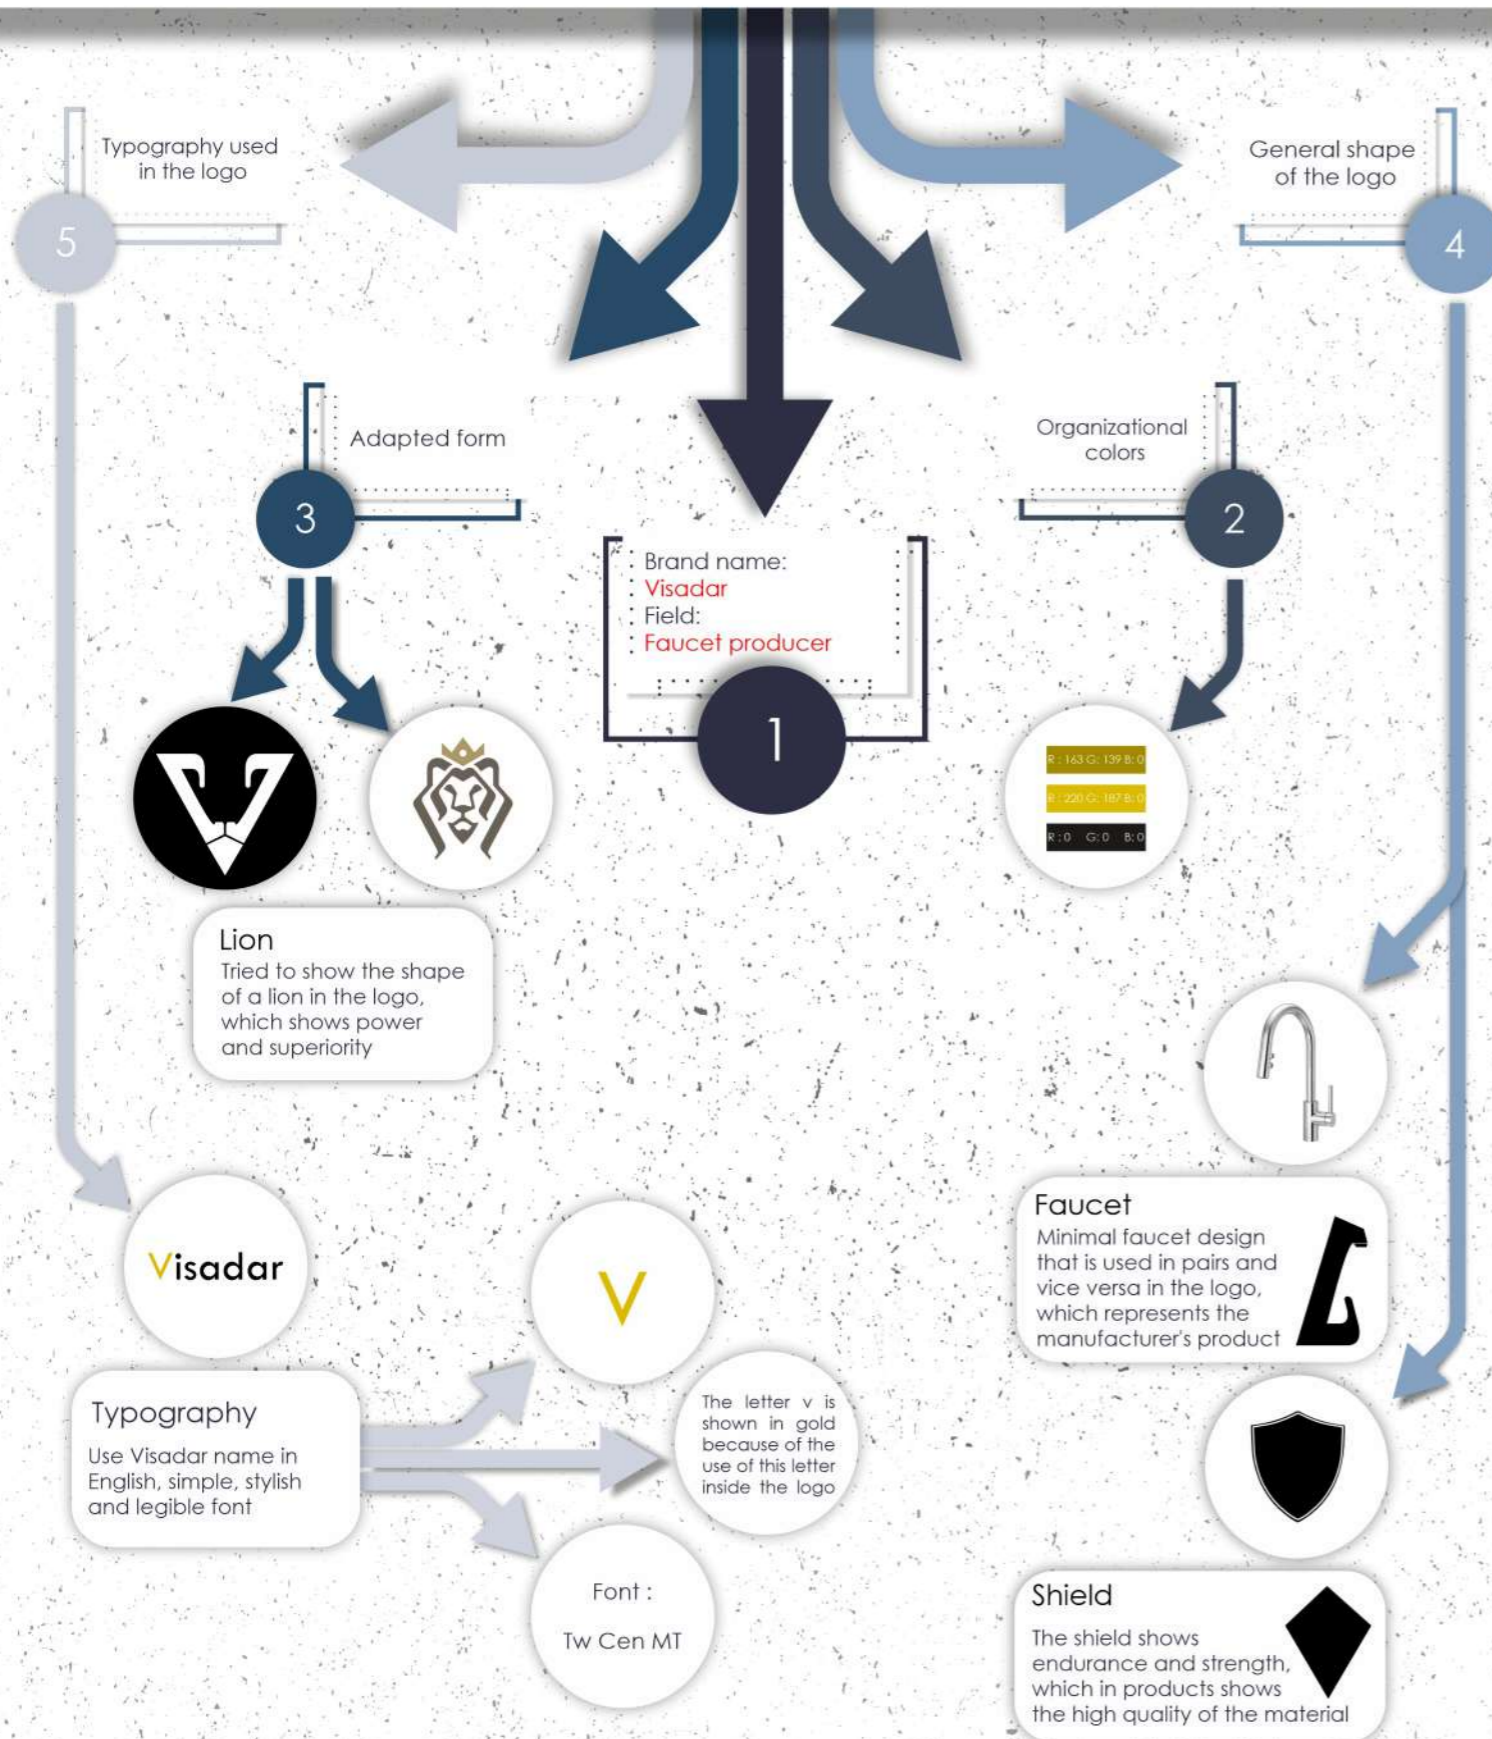 Typography used
in the logo
5
General shape
of the logo
4
Adapted form
3
Organizational
colors
2
Brand name:
Visadar
Field:
Faucet producer
1
R : 163 G: 139 B: 0
R : 220 G: 187 B: 0
R : 0 G: 0 B: 0
Lion
Tried to show the shape
of a lion in the logo,
which shows power
and superiority
Faucet
Minimal faucet design
that is used in pairs and
vice versa in the logo,
which represents the
manufacturer's product
Visadar
V
Typography
Use Visadar name in
English, simple, stylish
and legible font
The letter v is
shown in gold
because of the
use of this letter
inside the logo
Font :
Tw Cen MT
Shield
The shield shows
endurance and strength,
which in products shows
the high quality of the material